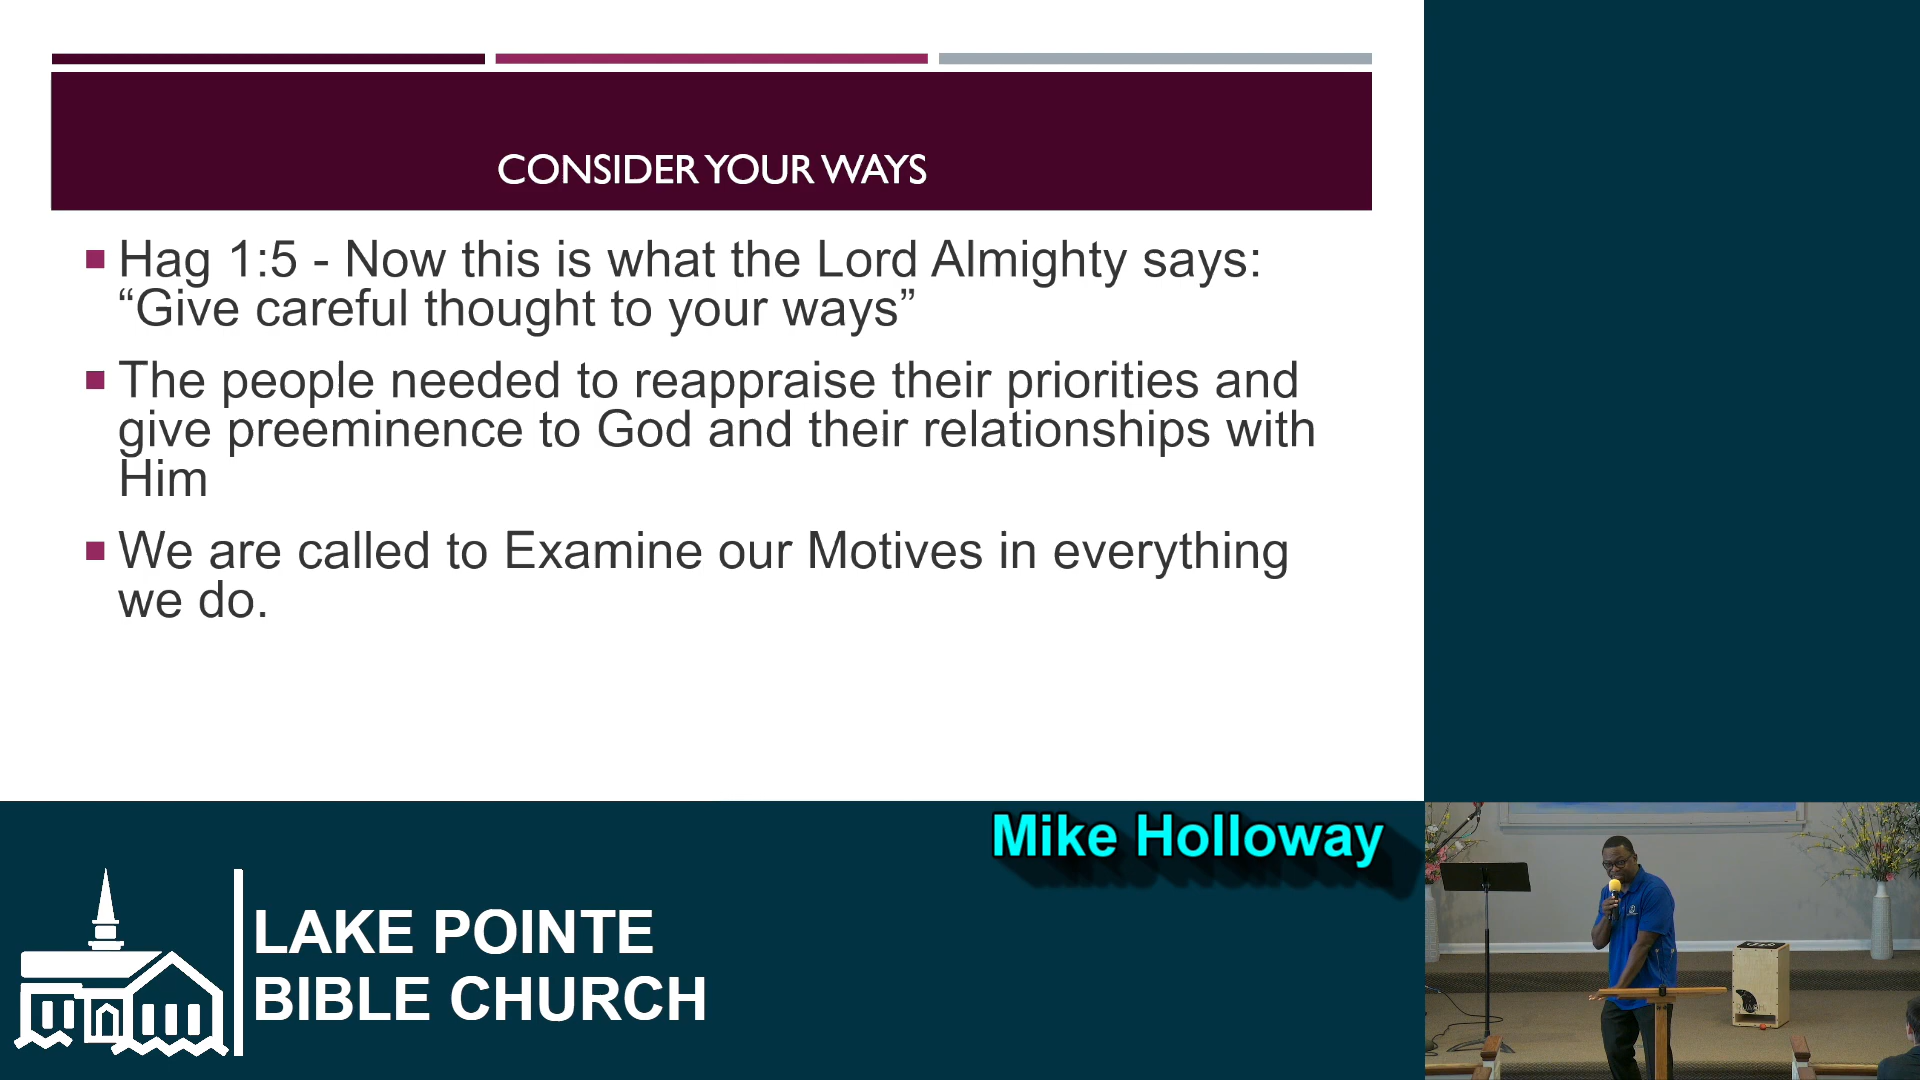 CONSIDER YOUR WAYS
Hag 1:5 - Now this is what the Lord Almighty says:
“Give careful thought to your ways”
The people needed to reappraise their priorities and
give preeminence to God and their relationships with
Him
We are called to Examine our Motives in everything
we do.
Mike Holloway
LAKE POINTE
BIBLE CHURCH